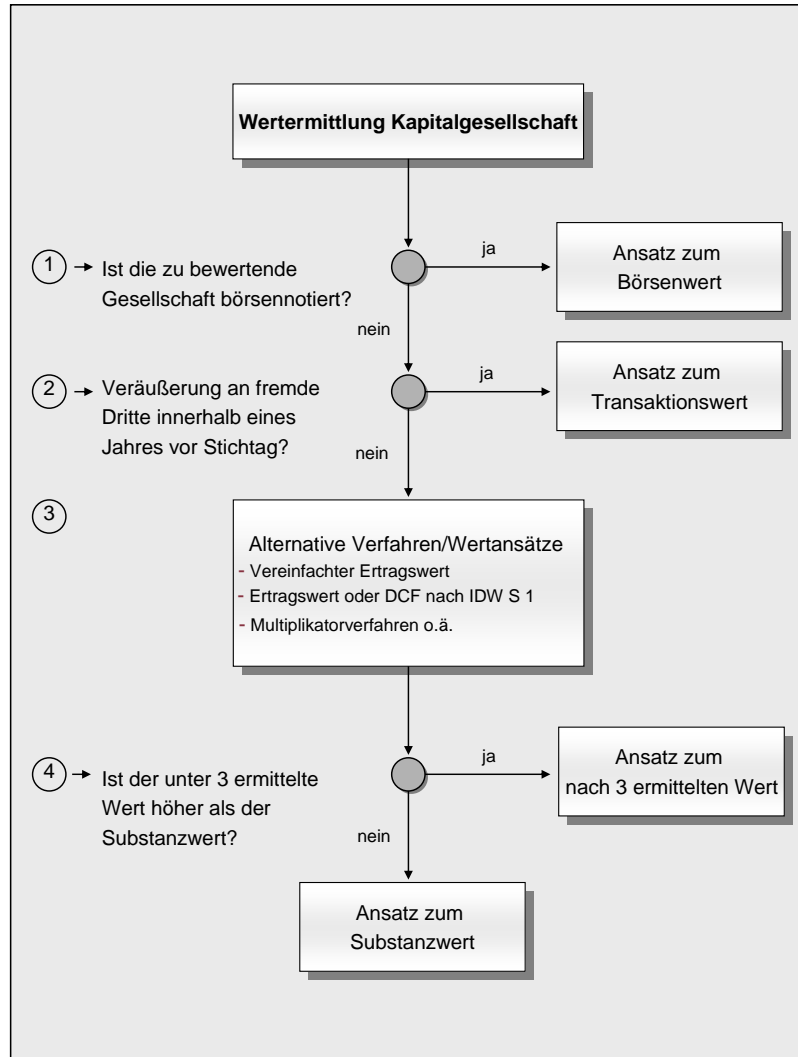 Wertermittlung Kapitalgesellschaft
1
Ist die zu bewertende
Gesellschaft börsennotiert?
ja
Ansatz zum
Börsenwert
nein
2
Veräußerung an fremde
Dritte innerhalb eines
Jahres vor Stichtag?
ja
Ansatz zum
Transaktionswert
nein
3
Alternative Verfahren/Wertansätze
- Vereinfachter Ertragswert
- Ertragswert oder DCF nach IDW S 1
- Multiplikatorverfahren o.ä.
4
Ist der unter 3 ermittelte
Wert höher als der
Substanzwert?
ja
Ansatz zum
nach 3 ermittelten Wert
nein
Ansatz zum
Substanzwert